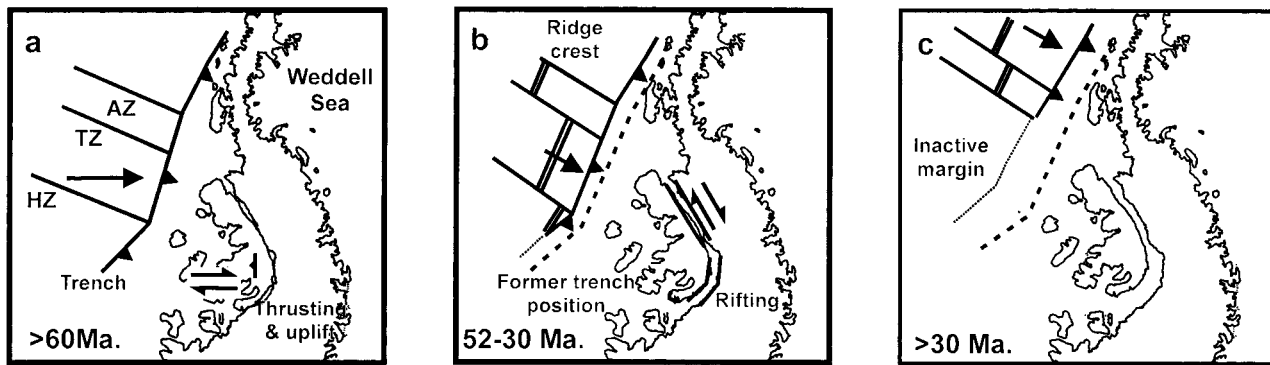 a
Weddell
Sea
AZ
TZ
HZ
Trench
Thrusting
& uplift
>60Ma.
b
Ridge
crest
Former trench
position
Rifting
52-30 Ma.
c
Inactive
margin
>30 Ma.